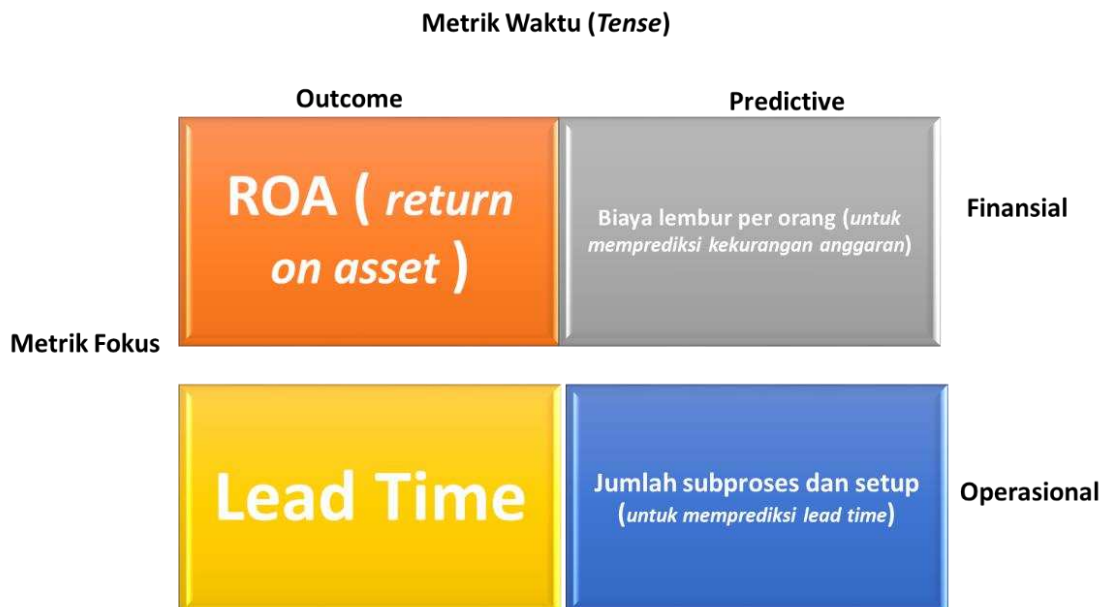 Metrik Waktu (Tense)
Outcome
Predictive
ROA ( return
on asset )
Biaya lembur per orang (untuk
memprediksi kekurangan anggaran)
Finansial
Metrik Fokus
Lead Time
Jumlah subproses dan setup
(untuk memprediksi lead time)
Operasional